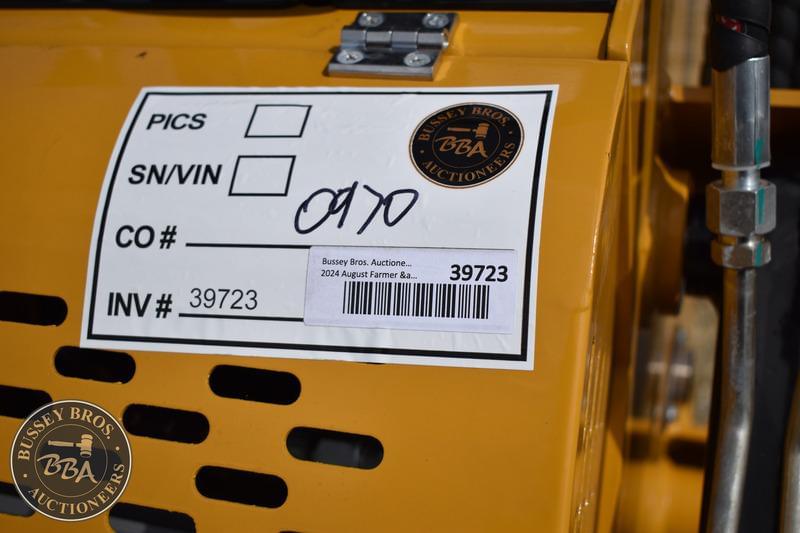 PICS
BUSSEY BROS.
BBA
AUCTIONEERS
SN/VIN
0970
CO #
Bussey Bros. Auctione...
2024 August Farmer &a...
39723
INV # 39723
BUSSEY BROS.
BBA
AUCTIONEERS